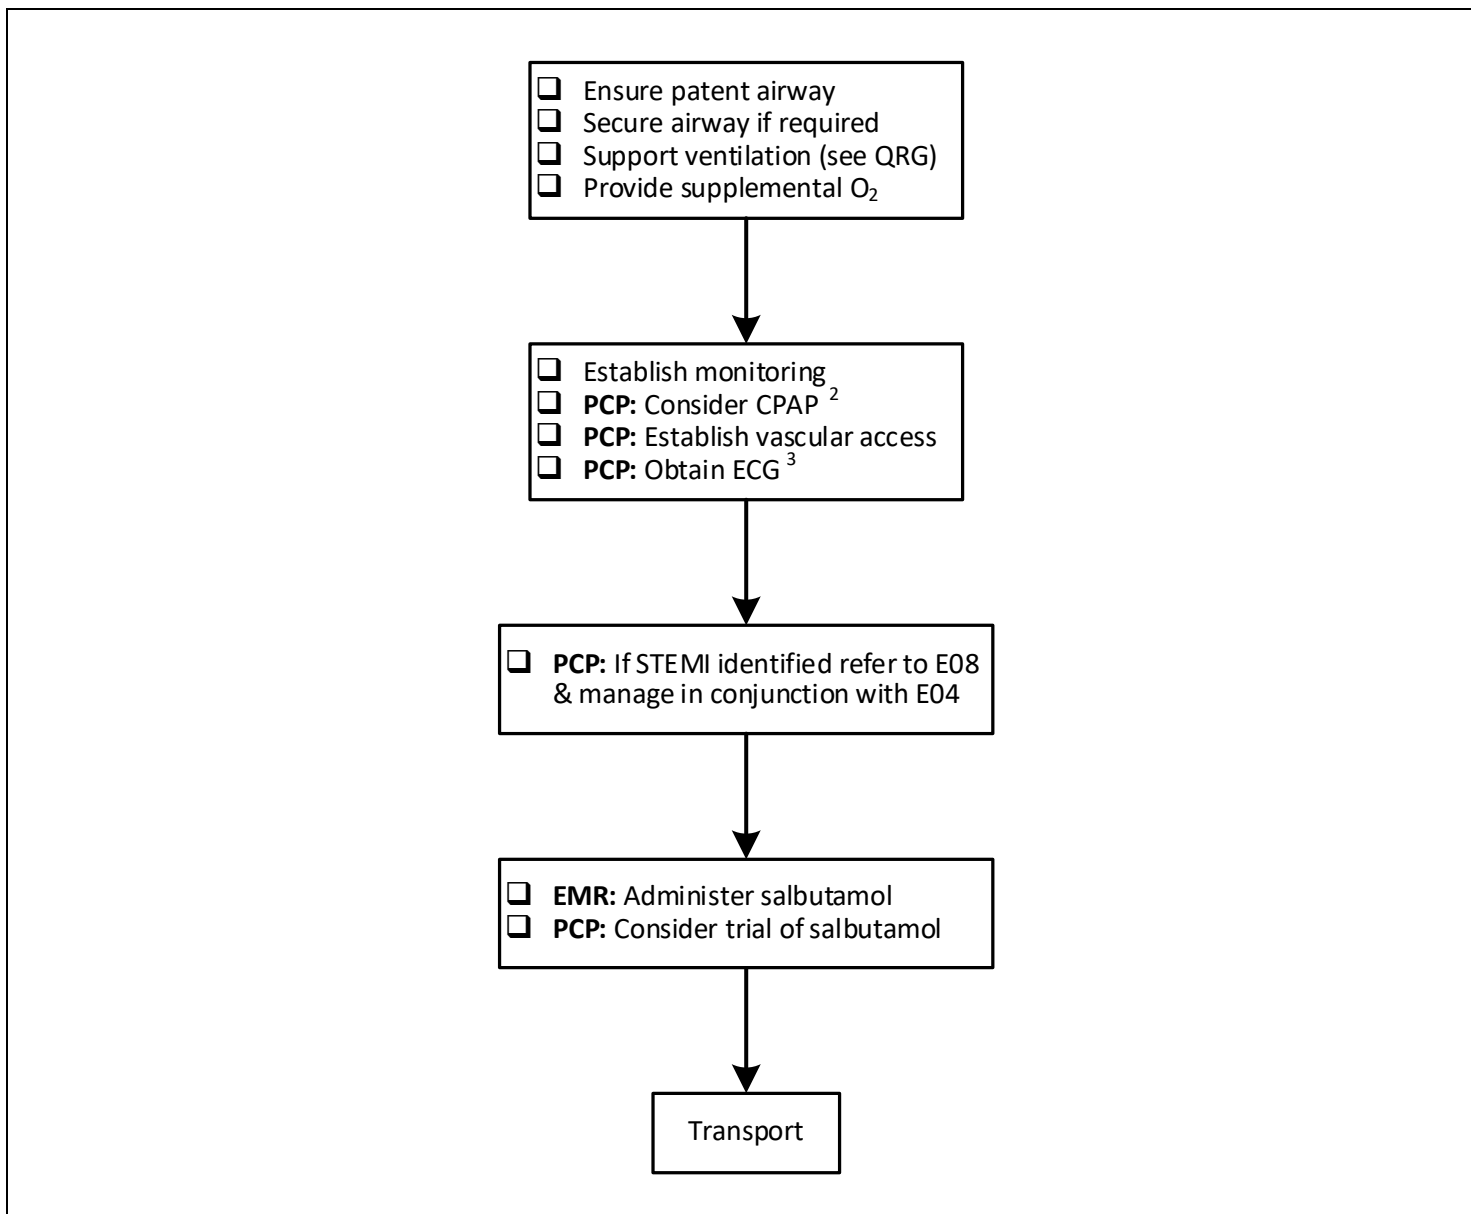 ❑ Ensure patent airway
❑ Secure airway if required
❑ Support ventilation (see QRG)
❑ Provide supplemental O₂
❑ Establish monitoring
❑ PCP: Consider CPAP ²
❑ PCP: Establish vascular access
❑ PCP: Obtain ECG ³
❑ PCP: If STEMI identified refer to E08
& manage in conjunction with E04
❑ EMR: Administer salbutamol
❑ PCP: Consider trial of salbutamol
Transport